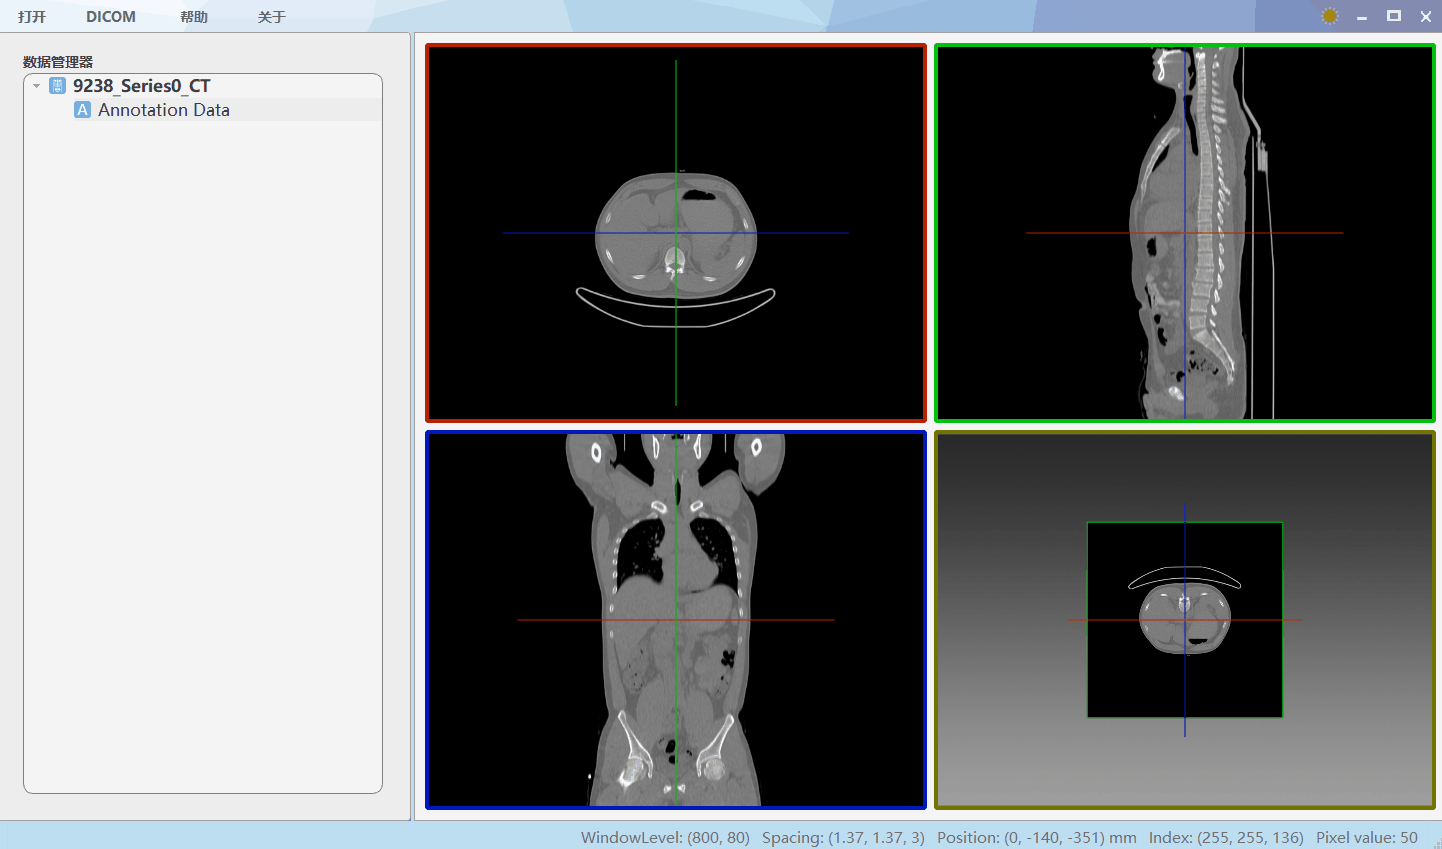 打开 DICOM 帮助 关于
数据管理器
9238_Series0_CT
A Annotation Data
WindowLevel: (800, 80) Spacing: (1.37, 1.37, 3) Position: (0, -140, -351) mm Index: (255, 255, 136) Pixel value: 50